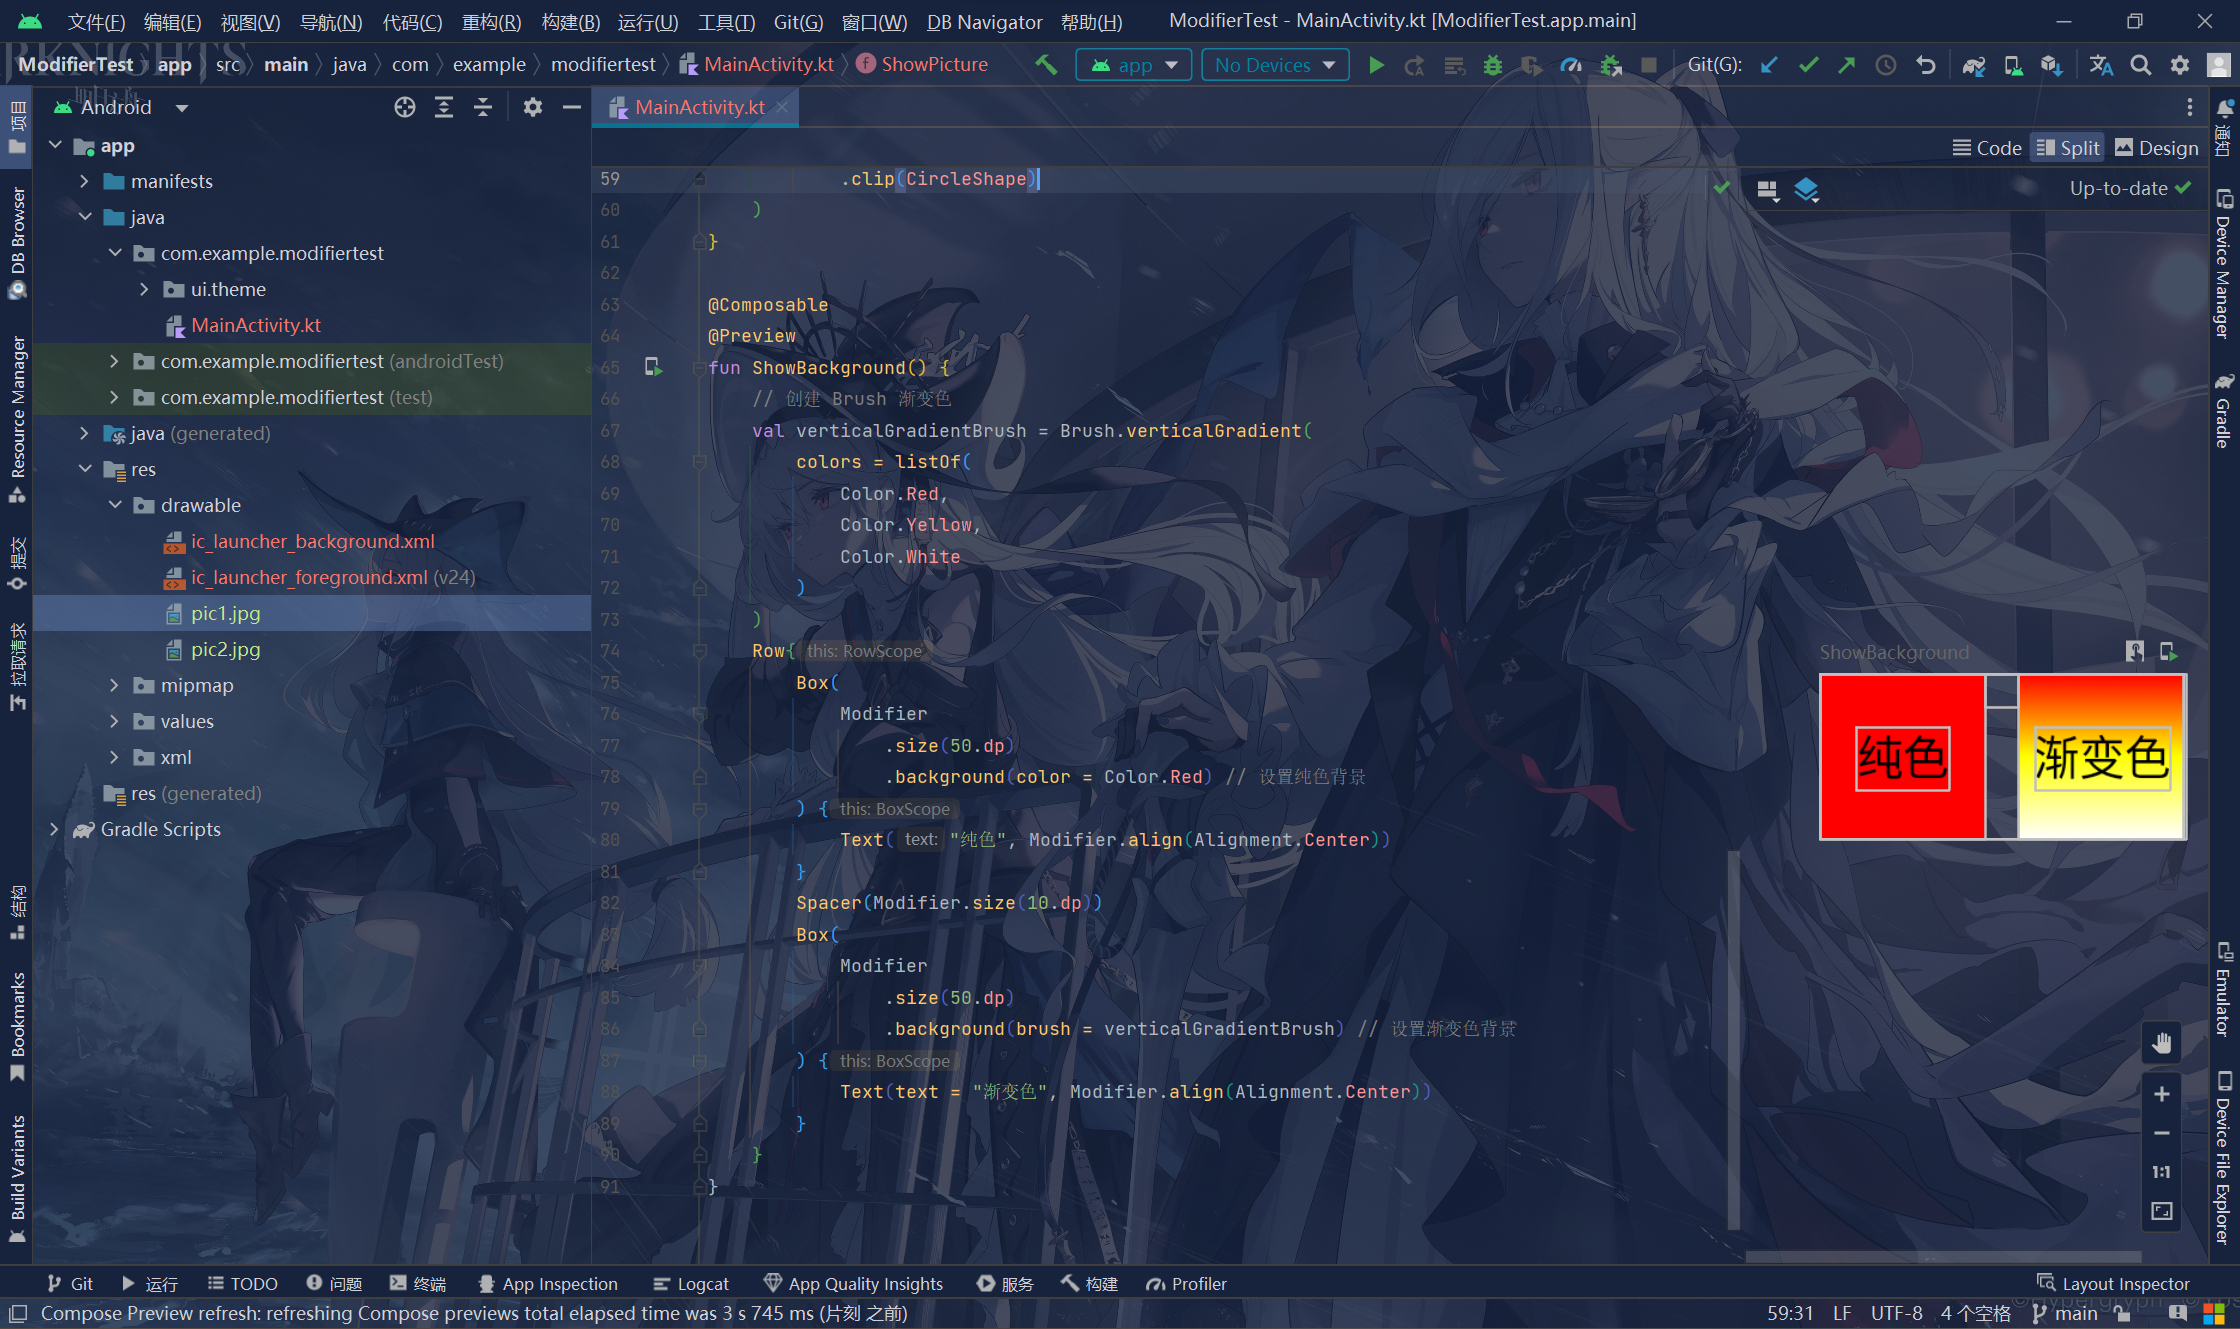 文件(F) 编辑(E) 视图(V) 导航(N) 代码(C) 重构(R) 构建(B) 运行(U) 工具(T) Git(G) 窗口(W) DB Navigator 帮助(H) ModifierTest - MainActivity.kt [ModifierTest.app.main]
ModifierTest app src main java com example modifiertest MainActivity.kt ShowPicture app No Devices Git(G):
Android
MainActivity.kt
Code Split Design
Up-to-date
app
manifests
java
com.example.modifiertest
ui.theme
MainActivity.kt
com.example.modifiertest (androidTest)
com.example.modifiertest (test)
java (generated)
res
drawable
ic_launcher_background.xml
ic_launcher_foreground.xml (v24)
pic1.jpg
pic2.jpg
mipmap
values
xml
res (generated)
Gradle Scripts
项目
DB Browser
Resource Manager
提交
拉取请求
结构
Bookmarks
Build Variants
59 .clip(CircleShape)
60 )
61 }
62
63 @Composable
64 @Preview
65 fun ShowBackground() {
66 // 创建 Brush 渐变色
67 val verticalGradientBrush = Brush.verticalGradient(
68 colors = listOf(
69 Color.Red,
70 Color.Yellow,
71 Color.White
72 )
73 )
74 Row{ this: RowScope
75 Box(
76 Modifier
77 .size(50.dp)
78 .background(color = Color.Red) // 设置纯色背景
79 ) { this: BoxScope
80 Text( text: "纯色", Modifier.align(Alignment.Center))
81 }
82 Spacer(Modifier.size(10.dp))
83 Box(
84 Modifier
85 .size(50.dp)
86 .background(brush = verticalGradientBrush) // 设置渐变色背景
87 ) { this: BoxScope
88 Text(text = "渐变色", Modifier.align(Alignment.Center))
89 }
90 }
91 }
ShowBackground
纯色 渐变色
1:1
通知
Device Manager
Gradle
Emulator
Device File Explorer
Git 运行 TODO 问题 终端 App Inspection Logcat App Quality Insights 服务 构建 Profiler Layout Inspector
Compose Preview refresh: refreshing Compose previews total elapsed time was 3 s 745 ms (片刻 之前) 59:31 LF UTF-8 4 个空格 main